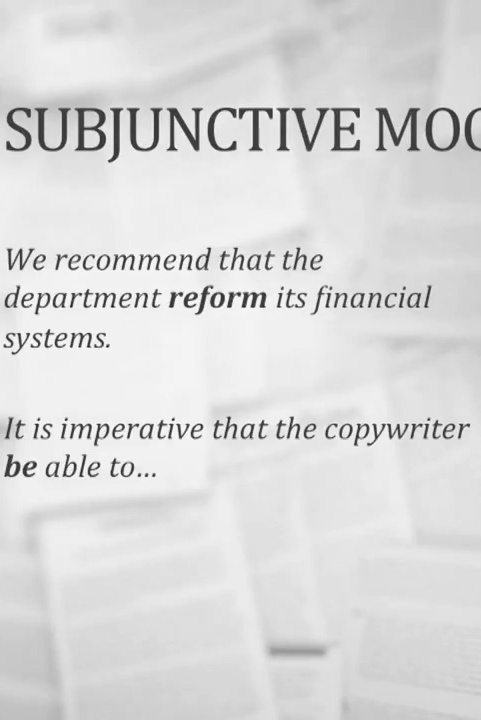 SUBJUNCTIVE MOO
We recommend that the
department reform its financial
systems.
It is imperative that the copywriter
be able to...